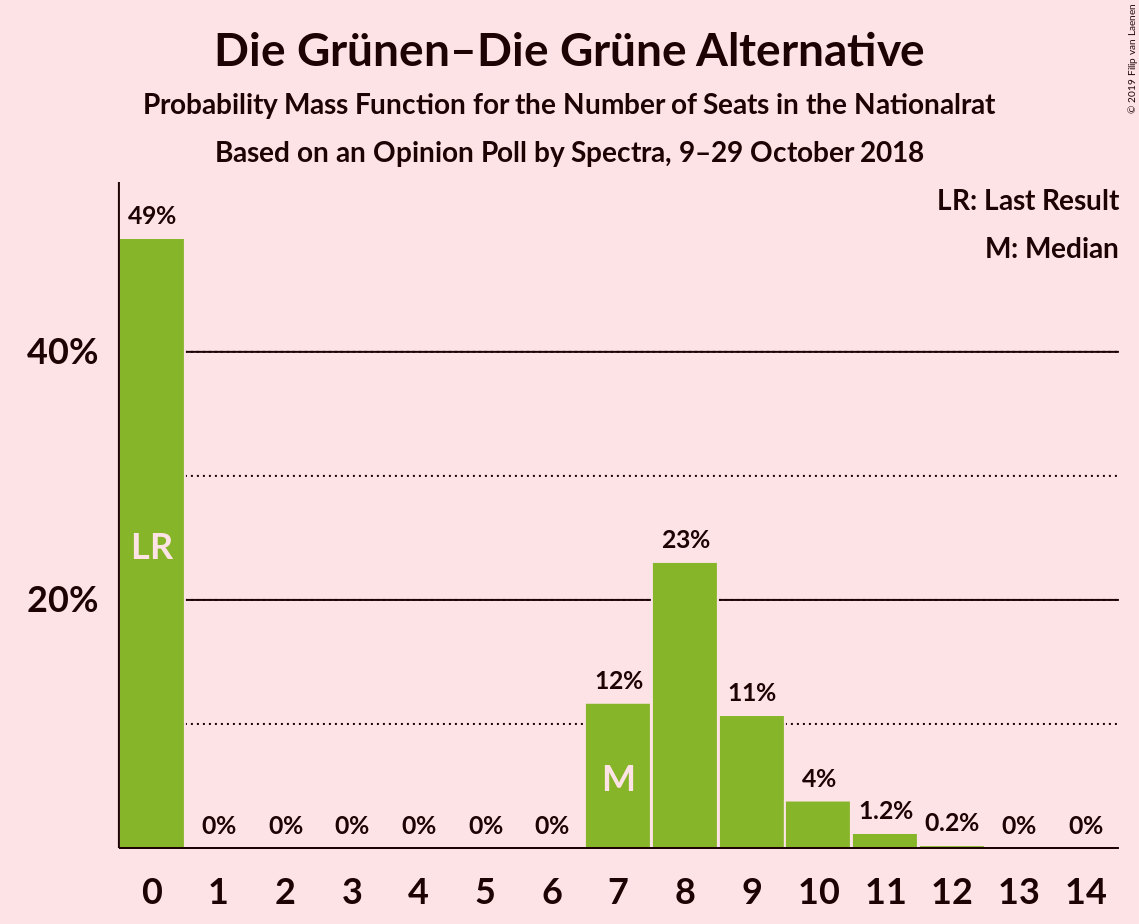 Die Grünen–Die Grüne Alternative
Probability Mass Function for the Number of Seats in the Nationalrat
Based on an Opinion Poll by Spectra, 9–29 October 2018
© 2019 Filip van Laenen
LR: Last Result
M: Median
49%
40%
LR
23%
20%
12%
11%
M
4%
1.2%
0.2%
0% 0% 0% 0% 0% 0% 0% 0%
0 1 2 3 4 5 6 7 8 9 10 11 12 13 14